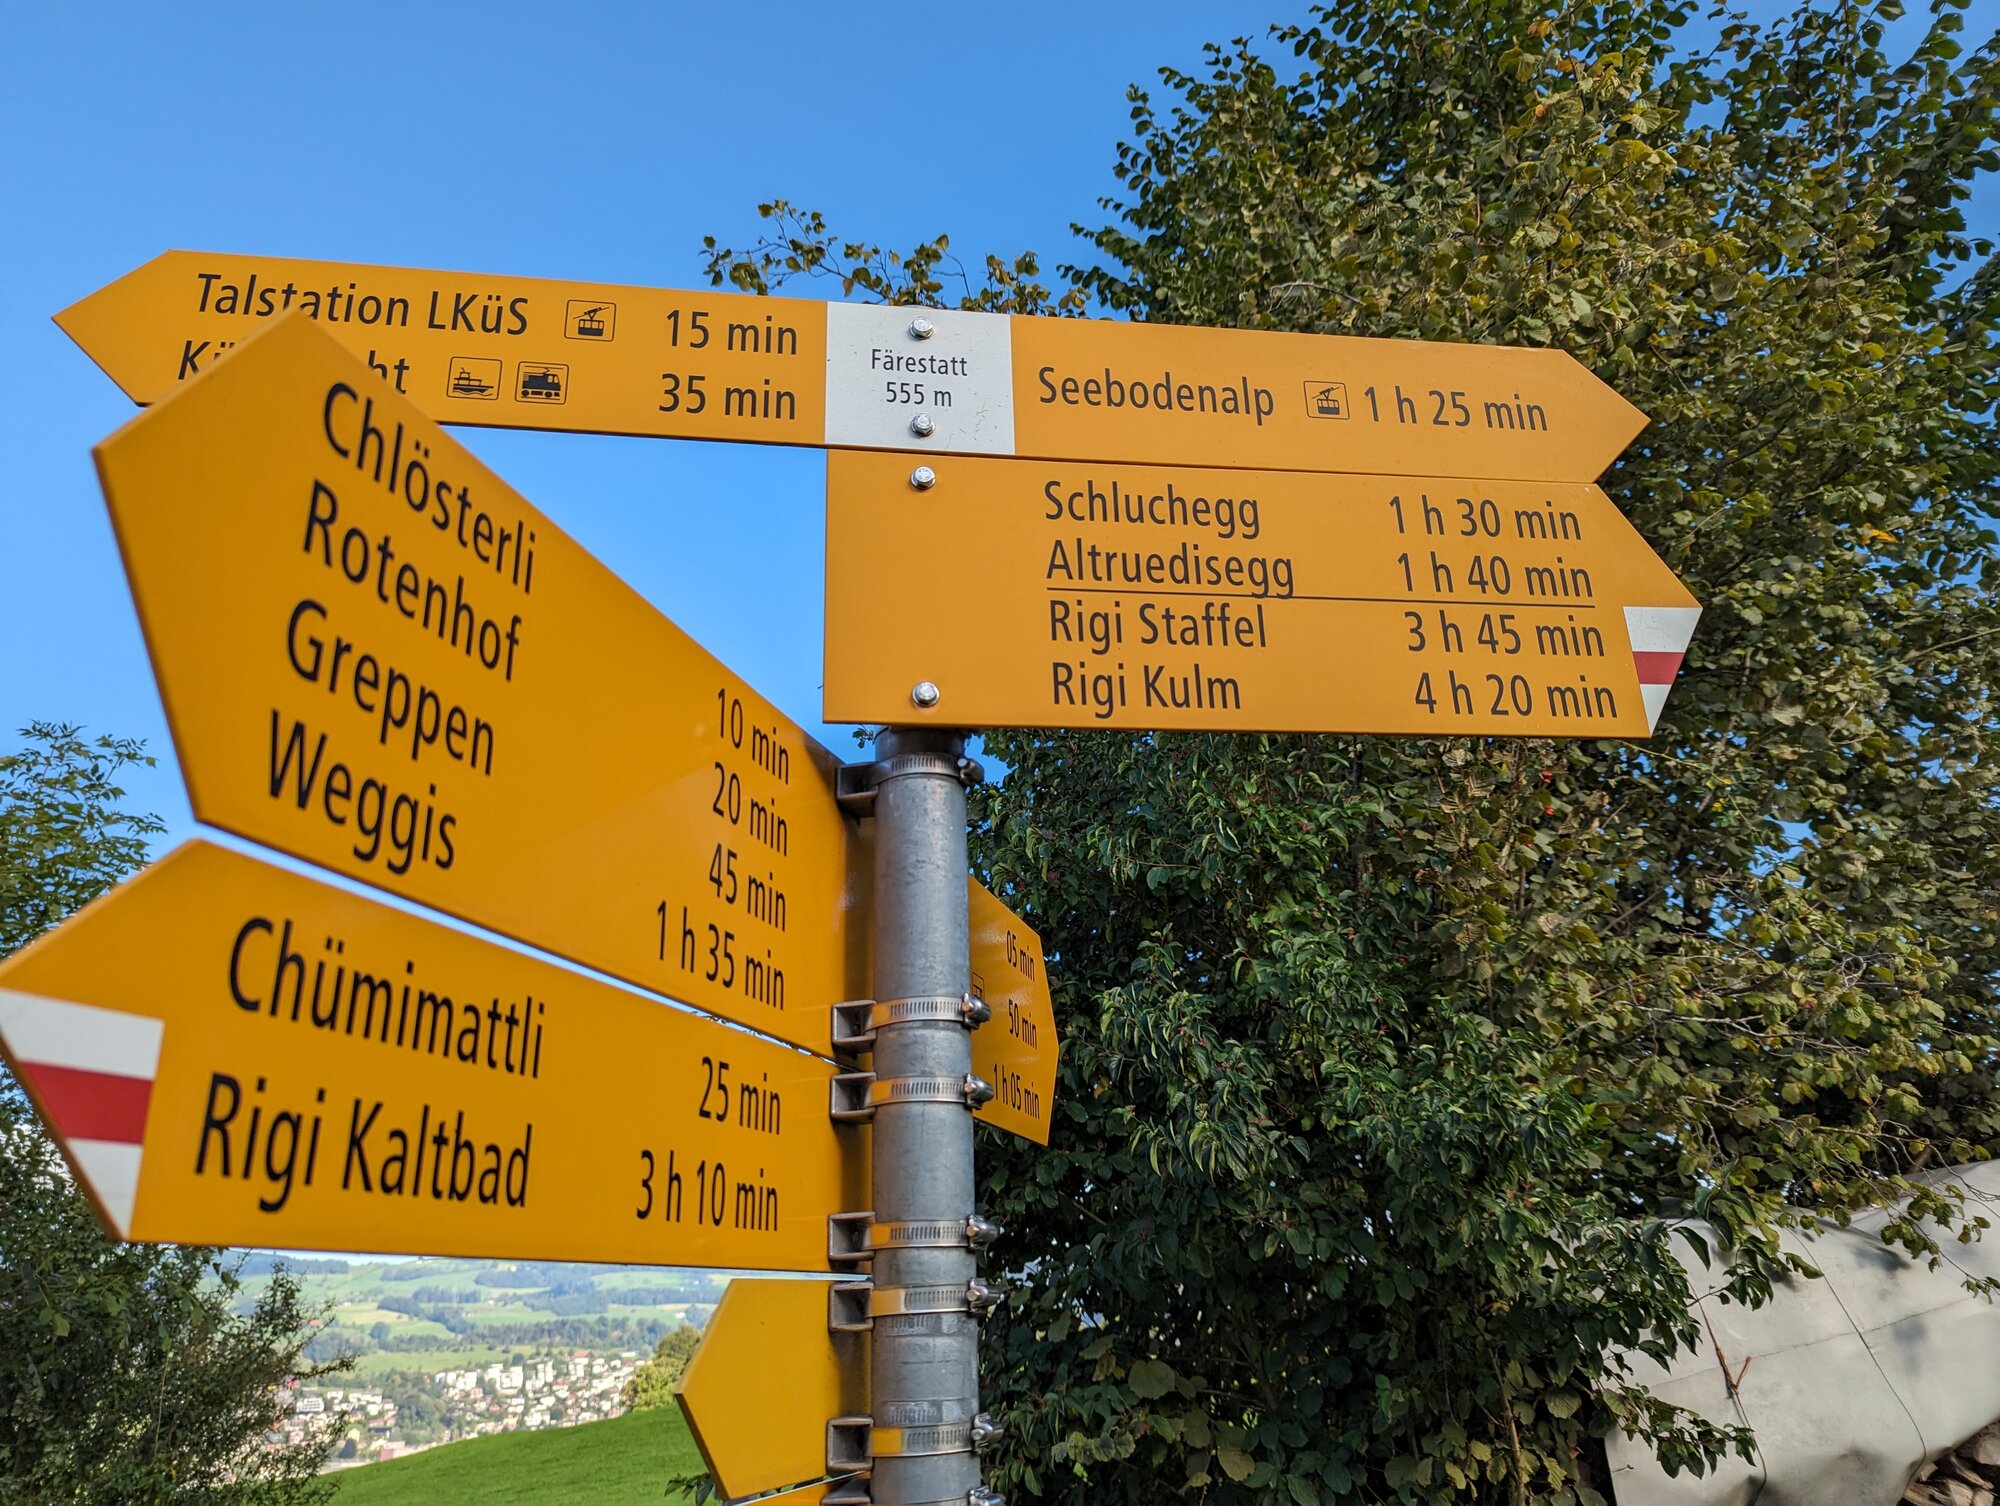 Talstation LKüS 15 min
35 min
Färestatt
555 m
Seebodenalp 1 h 25 min
Schluchegg 1 h 30 min
Altruedisegg 1 h 40 min
Rigi Staffel 3 h 45 min
Rigi Kulm 4 h 20 min
Chlösterli 10 min
Rotenhof 20 min
Greppen 45 min
Weggis 1 h 35 min
Chümimattli 25 min
Rigi Kaltbad 3 h 10 min
05 min
50 min
1 h 05 min